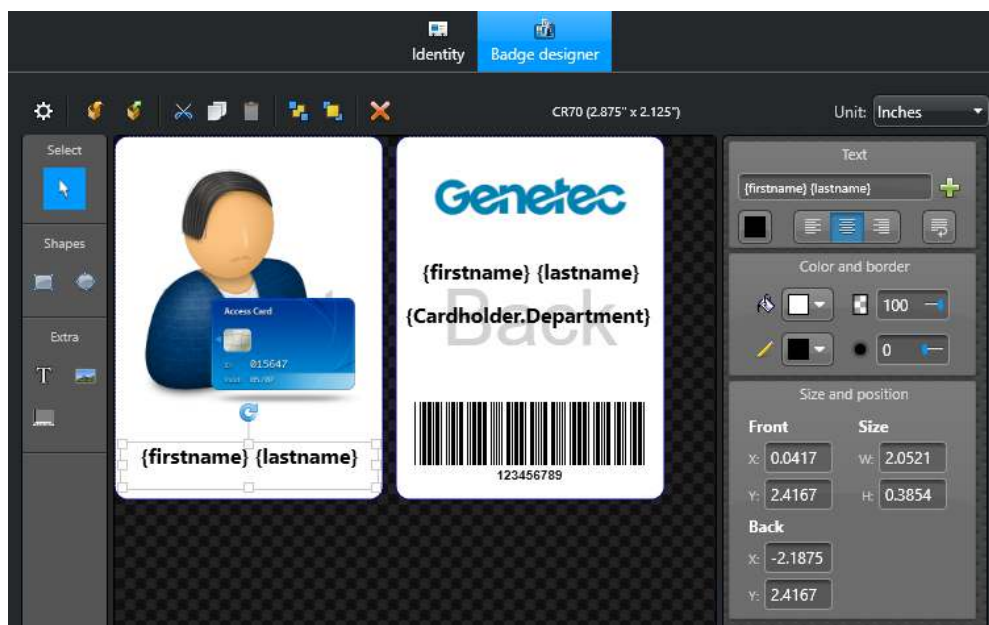 Identity
Badge designer
CR70 (2.875" x 2.125")
Unit: Inches
Select
Shapes
Extra
T
Access Card
ID: 015647
{firstname} {lastname}
Genetec
{firstname} {lastname}
Back
{Cardholder.Department}
123456789
Text
{firstname} {lastname}
Color and border
100
0
Size and position
Front Size
X: 0.0417 W: 2.0521
Y: 2.4167 H: 0.3854
Back
X: -2.1875
Y: 2.4167